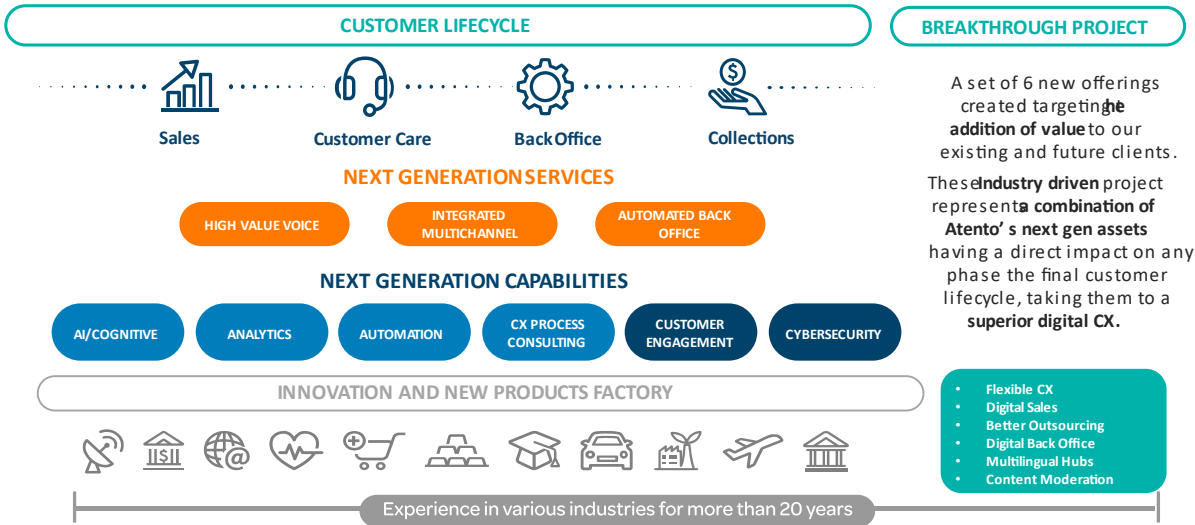 CUSTOMER LIFECYCLE
Sales
Customer Care
Back Office
Collections
NEXT GENERATION SERVICES
HIGH VALUE VOICE
INTEGRATED
MULTICHANNEL
AUTOMATED BACK
OFFICE
NEXT GENERATION CAPABILITIES
AI/COGNITIVE
ANALYTICS
AUTOMATION
CX PROCESS
CONSULTING
CUSTOMER
ENGAGEMENT
CYBERSECURITY
INNOVATION AND NEW PRODUCTS FACTORY
Experience in various industries for more than 20 years
BREAKTHROUGH PROJECT
A set of 6 new offerings
created targeting he
addition of value to our
existing and future clients.
These Industry driven project
represents a combination of
Atento's next gen assets
having a direct impact on any
phase the final customer
lifecycle, taking them to a
superior digital CX.
• Flexible CX
• Digital Sales
• Better Outsourcing
• Digital Back Office
• Multilingual Hubs
• Content Moderation